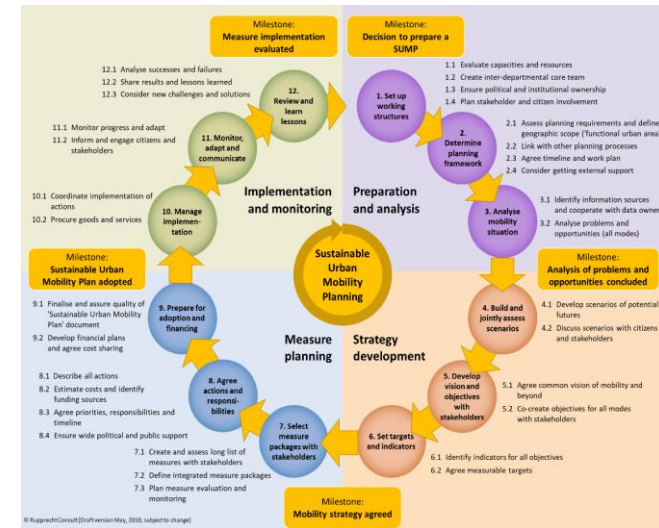 Milestone:
Measure implementation
evaluated
Milestone:
Decision to prepare a
SUMP
12.1 Analyse successes and failures
12.2 Share results and lessons learned
12.3 Consider new challenges and solutions
1.1 Evaluate capacities and resources
1.2 Create inter-departmental core team
1.3 Ensure political and institutional ownership
1.4 Plan stakeholder and citizen involvement
12.
Review and
learn
lessons
1. Set up
working
structures
11.1 Monitor progress and adapt
11.2 Inform and engage citizens and
stakeholders
11. Monitor,
adapt and
communicate
2.
Determine
planning
framework
2.1 Assess planning requirements and define
geographic scope ('functional urban area
2.2 Link with other planning processes
2.3 Agree timeline and work plan
2.4 Consider getting external support
Implementation
and monitoring
Preparation
and analysis
10.1 Coordinate implementation of
actions
10.2 Procure goods and services
10. Manage
implemen-
tation
3. Analyse
mobility
situation
3.1 Identify information sources
and cooperate with data owner
3.2 Analyse problems and
opportunities (all modes)
Milestone:
Sustainable Urban
Mobility Plan adopted
Sustainable
Urban
Mobility
Planning
Milestone:
Analysis of problems and
opportunities concluded
9.1 Finalise and assure quality of
'Sustainable Urban Mobility
Plan' document
9.2 Develop financial plans
and agree cost sharing
9. Prepare for
adoption and
financing
4. Build and
jointly assess
scenarios
4.1 Develop scenarios of potential
futures
4.2 Discuss scenarios with citizens
and stakeholders
Measure
planning
Strategy
development
8.1 Describe all actions
8.2 Estimate costs and identify
funding sources
8.3 Agree priorities, responsibilities and
timeline
8.4 Ensure wide political and public support
8. Agree
actions and
responsi-
bilities
5. Develop
vision and
objectives
with
stakeholders
5.1 Agree common vision of mobility and
beyond
5.2 Co-create objectives for all modes
with stakeholders
7. Select
measure
packages with
stakeholders
6. Set targets
and indicators
7.1 Create and assess long list of
measures with stakeholders
7.2 Define integrated measure packages
7.3 Plan measure evaluation and
monitoring
6.1 Identify indicators for all objectives
6.2 Agree measurable targets
Milestone:
Mobility strategy agreed
© Rupprecht Consult [Draft version May, 2019; subject to change]